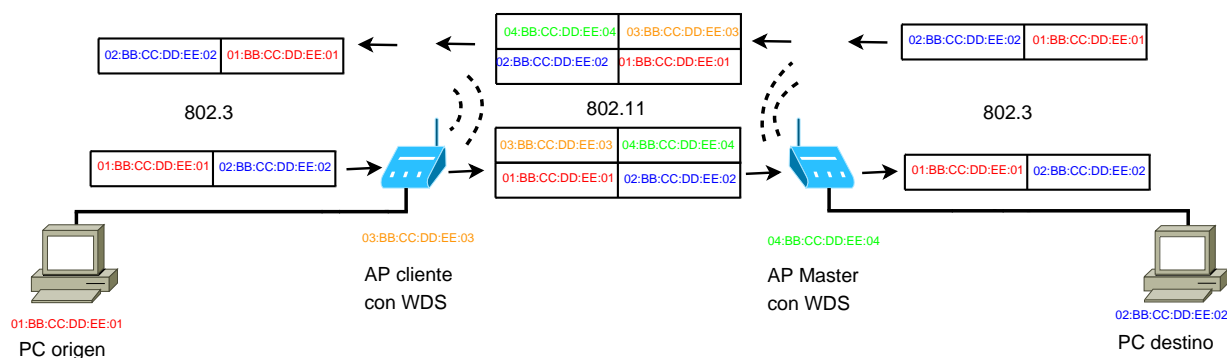 04:BB:CC:DD:EE:04 03:BB:CC:DD:EE:03
02:BB:CC:DD:EE:02 01:BB:CC:DD:EE:01
02:BB:CC:DD:EE:02 01:BB:CC:DD:EE:01
02:BB:CC:DD:EE:02 01:BB:CC:DD:EE:01
802.3
802.11
802.3
01:BB:CC:DD:EE:01 02:BB:CC:DD:EE:02
03:BB:CC:DD:EE:03 04:BB:CC:DD:EE:04
01:BB:CC:DD:EE:01 02:BB:CC:DD:EE:02
01:BB:CC:DD:EE:01 02:BB:CC:DD:EE:02
03:BB:CC:DD:EE:03
AP cliente
con WDS
04:BB:CC:DD:EE:04
AP Master
con WDS
01:BB:CC:DD:EE:01
PC origen
02:BB:CC:DD:EE:02
PC destino